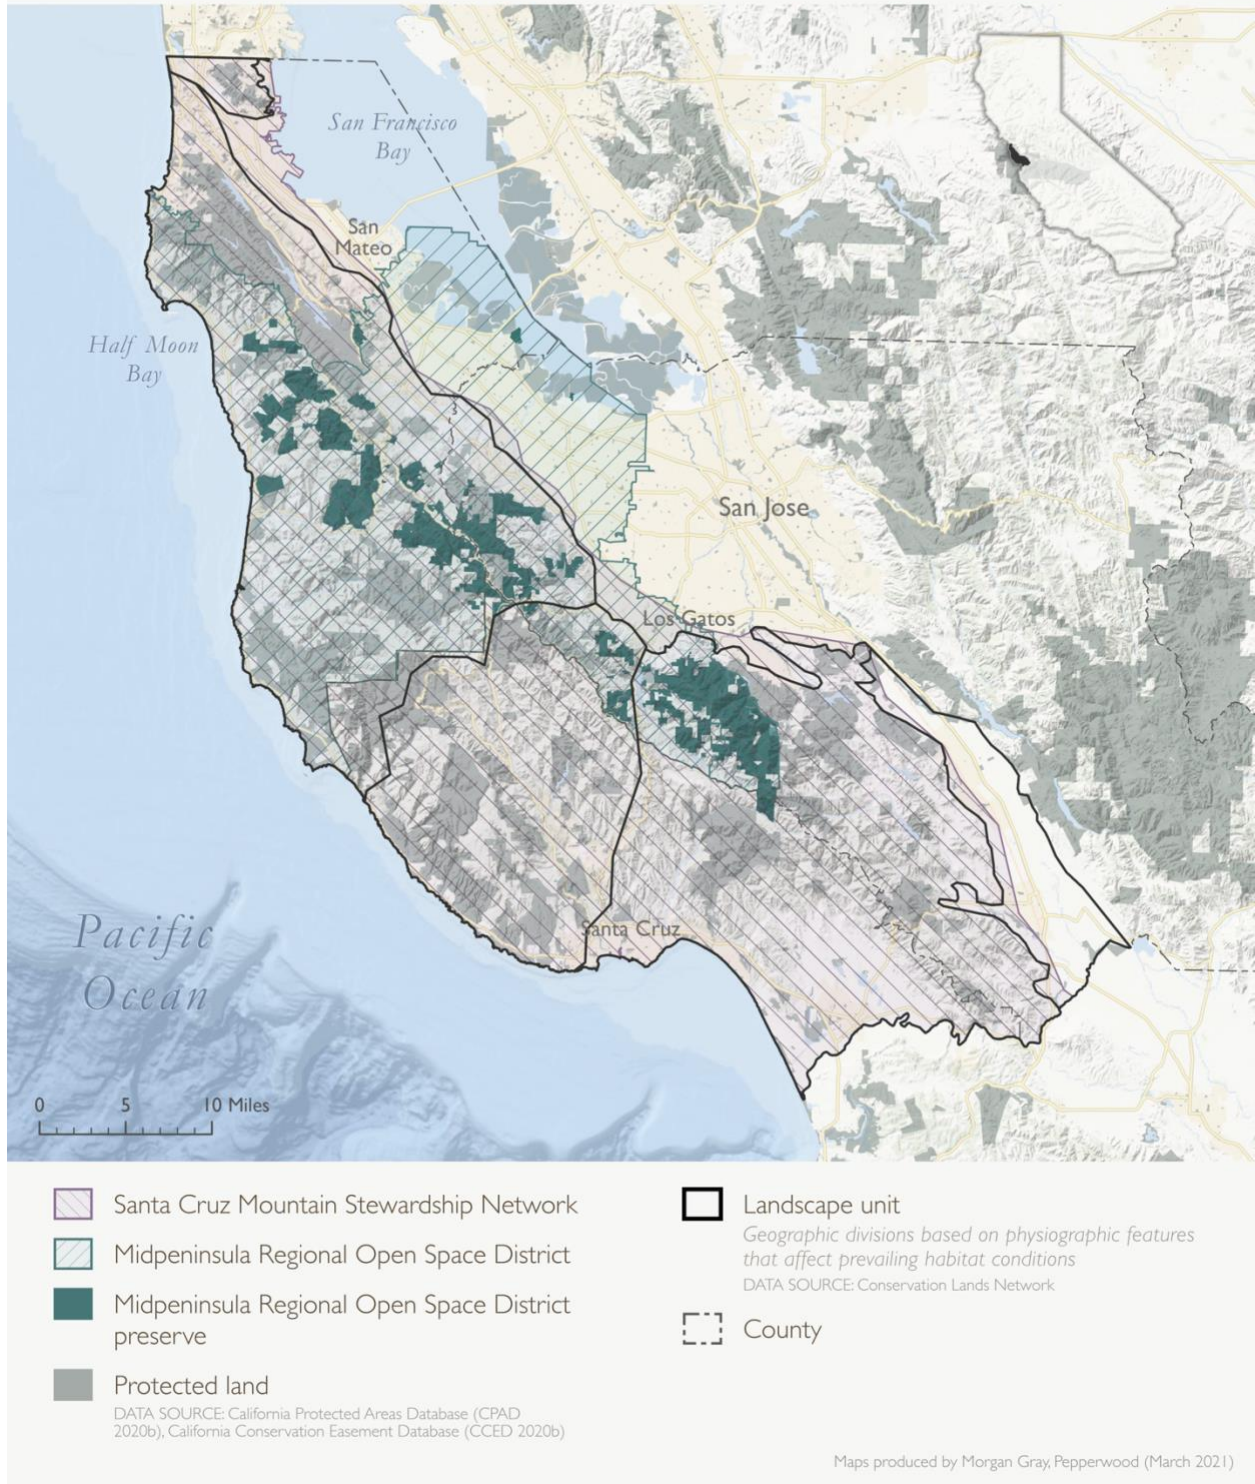 San Francisco
Bay
San
Mateo
Half Moon
Bay
San Jose
Los Gatos
Santa Cruz
Pacific
Ocean
0 5 10 Miles
Santa Cruz Mountain Stewardship Network
Midpeninsula Regional Open Space District
Midpeninsula Regional Open Space District
preserve
Protected land
DATA SOURCE: California Protected Areas Database (CPAD
2020b), California Conservation Easement Database (CCED 2020b)
Landscape unit
Geographic divisions based on physiographic features
that affect prevailing habitat conditions
DATA SOURCE: Conservation Lands Network
County
Maps produced by Morgan Gray, Pepperwood (March 2021)